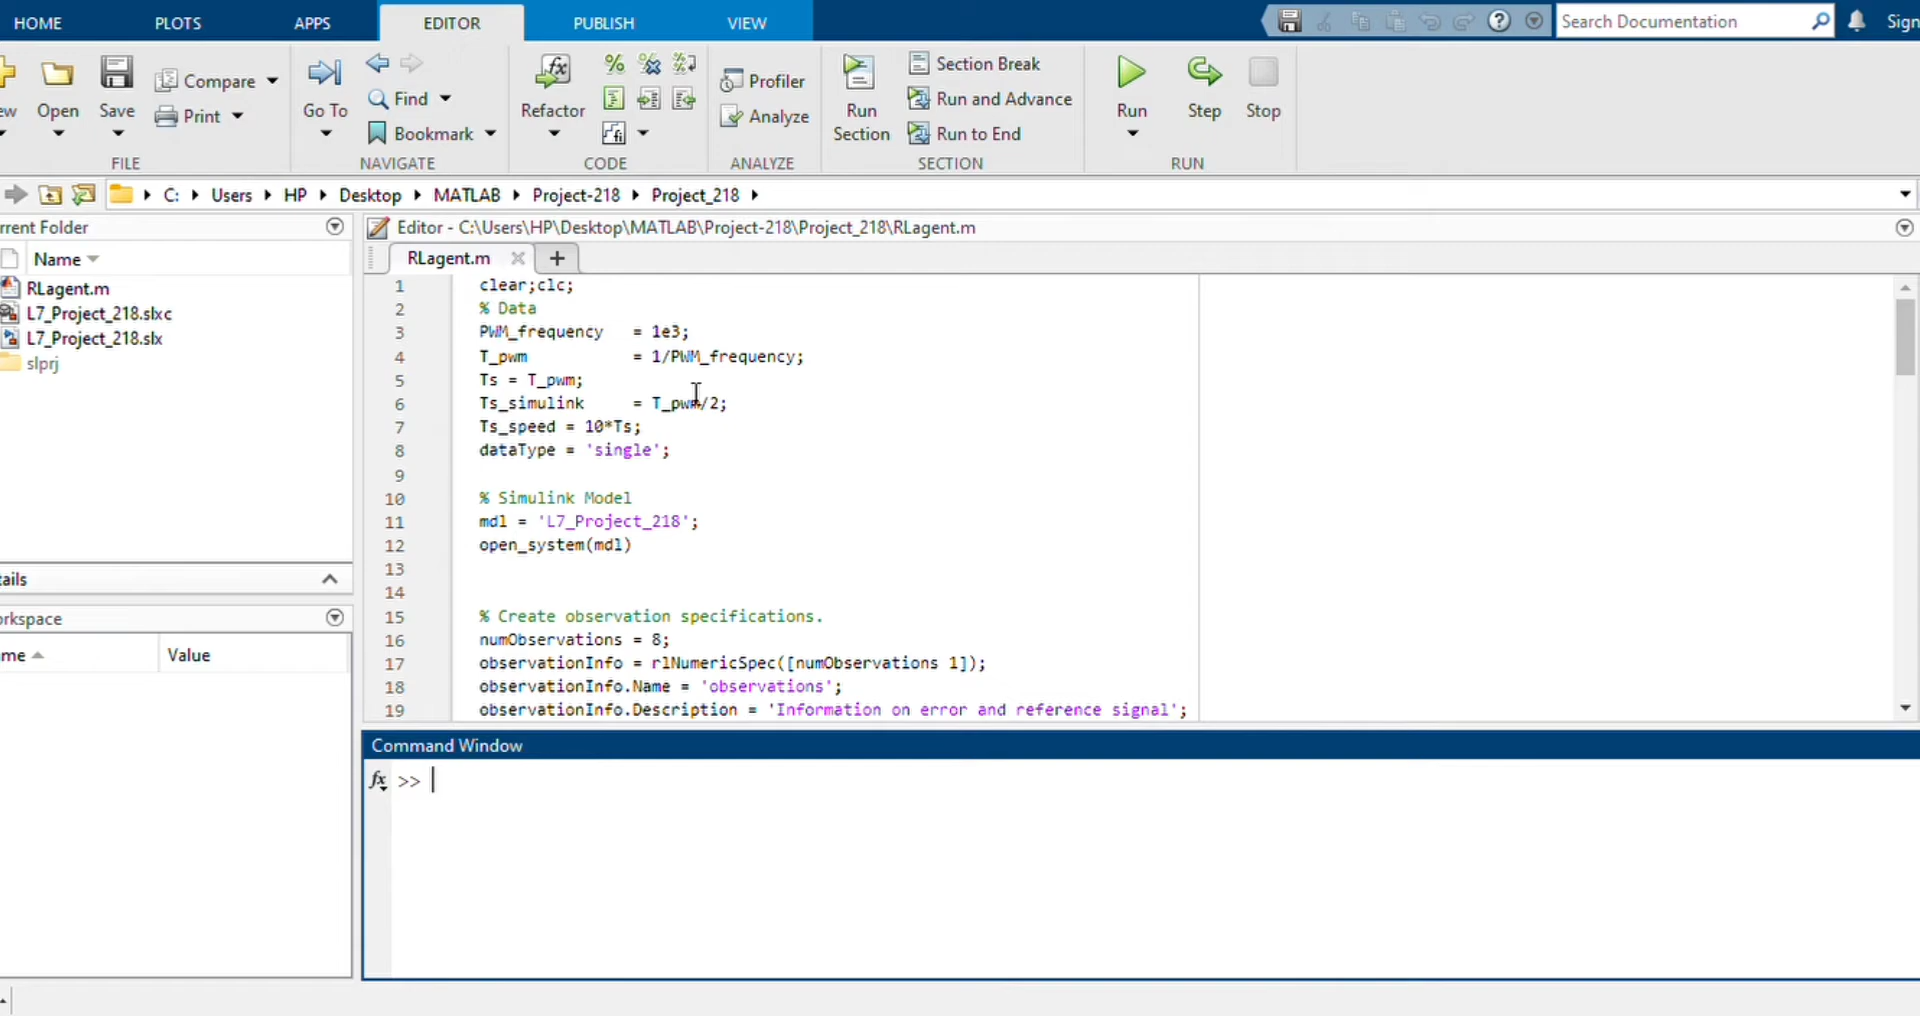 HOME PLOTS APPS EDITOR PUBLISH VIEW Search Documentation Sign
ew Open Save Compare Print FILE
Go To Find Bookmark NAVIGATE
Refactor CODE
Profiler Analyze ANALYZE
Run Section Section Break Run and Advance Run to End SECTION
Run Step Stop RUN
C: Users HP Desktop MATLAB Project-218 Project_218
rrent Folder
Name
RLagent.m
L7_Project_218.slxc
L7_Project_218.slx
slprj
tails
orkspace
me Value
Editor - C:\Users\HP\Desktop\MATLAB\Project-218\Project_218\RLagent.m
RLagent.m
1 clear;clc;
2 % Data
3 PWM_frequency = 1e3;
4 T_pwm = 1/PWM_frequency;
5 Ts = T_pwm;
6 Ts_simulink = T_pwm/2;
7 Ts_speed = 10*Ts;
8 dataType = 'single';
9
10 % Simulink Model
11 mdl = 'L7_Project_218';
12 open_system(mdl)
13
14
15 % Create observation specifications.
16 numObservations = 8;
17 observationInfo = rlNumericSpec([numObservations 1]);
18 observationInfo.Name = 'observations';
19 observationInfo.Description = 'Information on error and reference signal';
Command Window
fx >>